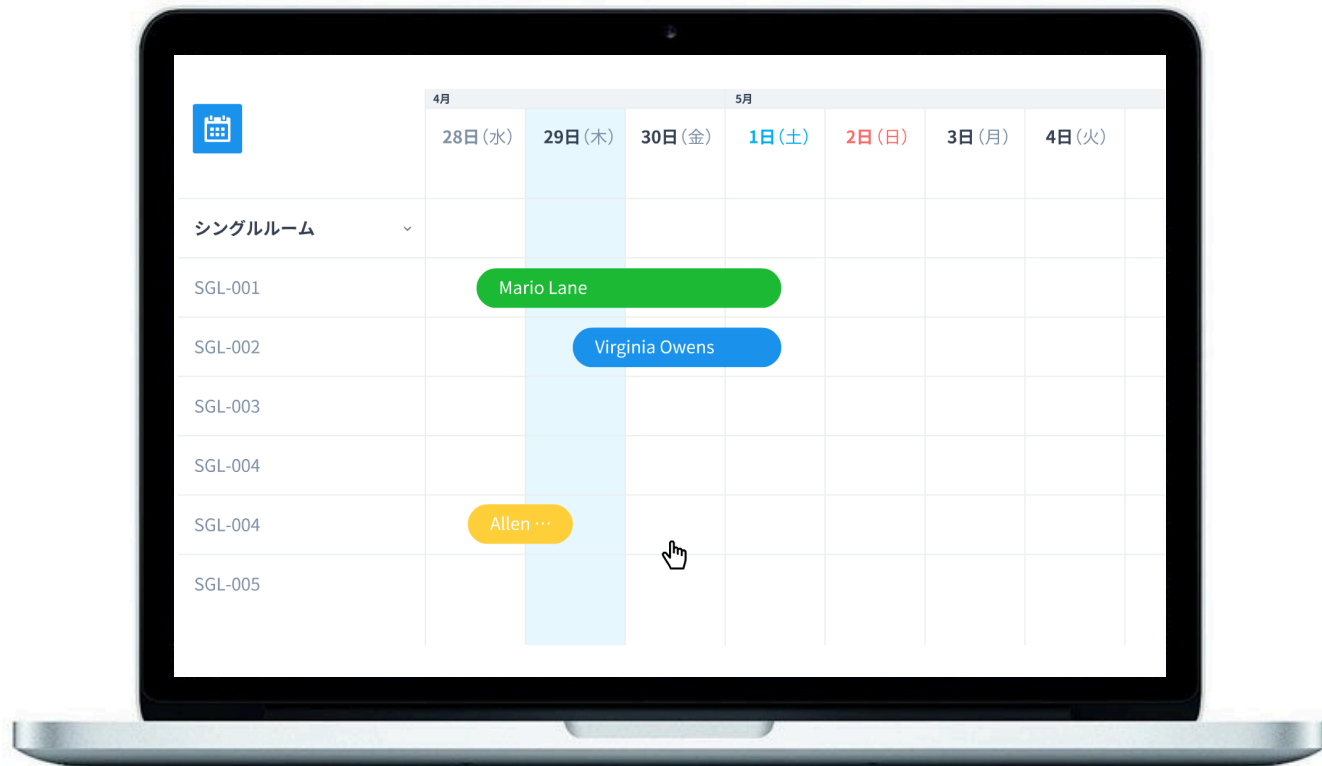 4月 5月
28日(水) 29日(木) 30日(金) 1日(土) 2日(日) 3日(月) 4日(火)
シングルルーム
SGL-001 Mario Lane
SGL-002 Virginia Owens
SGL-003
SGL-004
SGL-004 Allen …
SGL-005